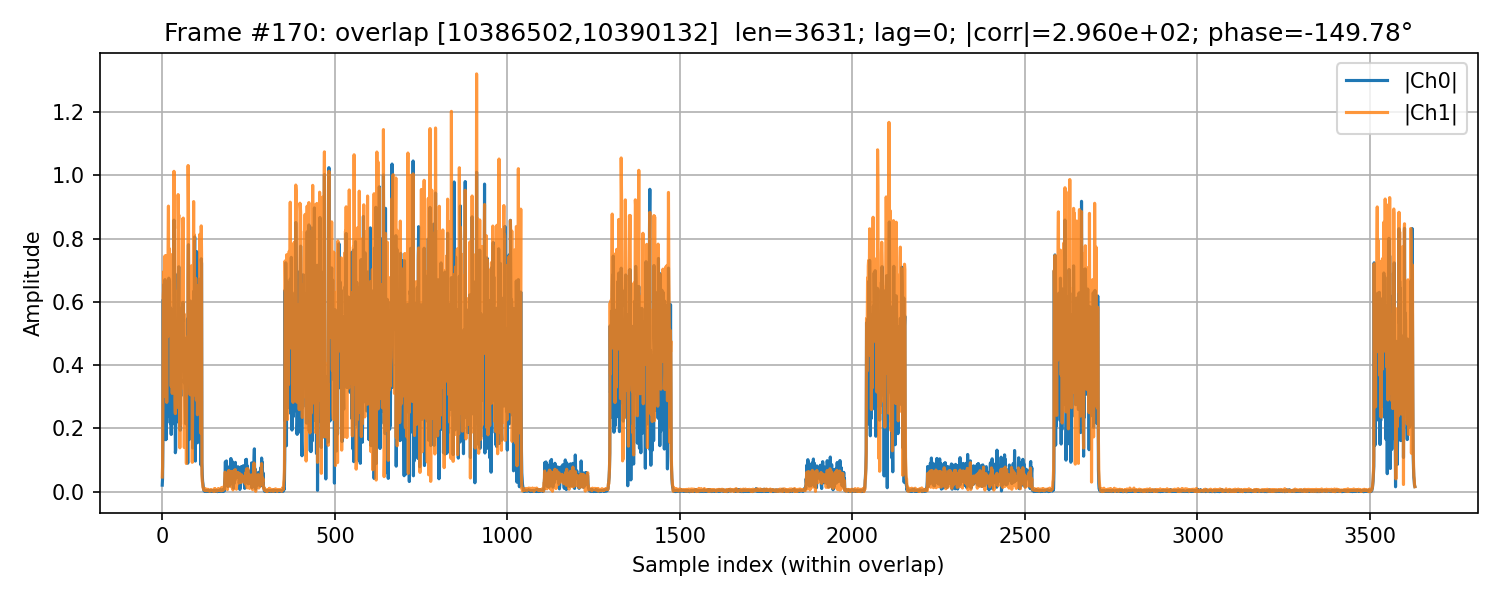 Frame #170: overlap [10386502,10390132]  len=3631; lag=0; |corr|=2.960e+02; phase=-149.78°
|Ch0|
|Ch1|
Amplitude
1.2
1.0
0.8
0.6
0.4
0.2
0.0
0 500 1000 1500 2000 2500 3000 3500
Sample index (within overlap)